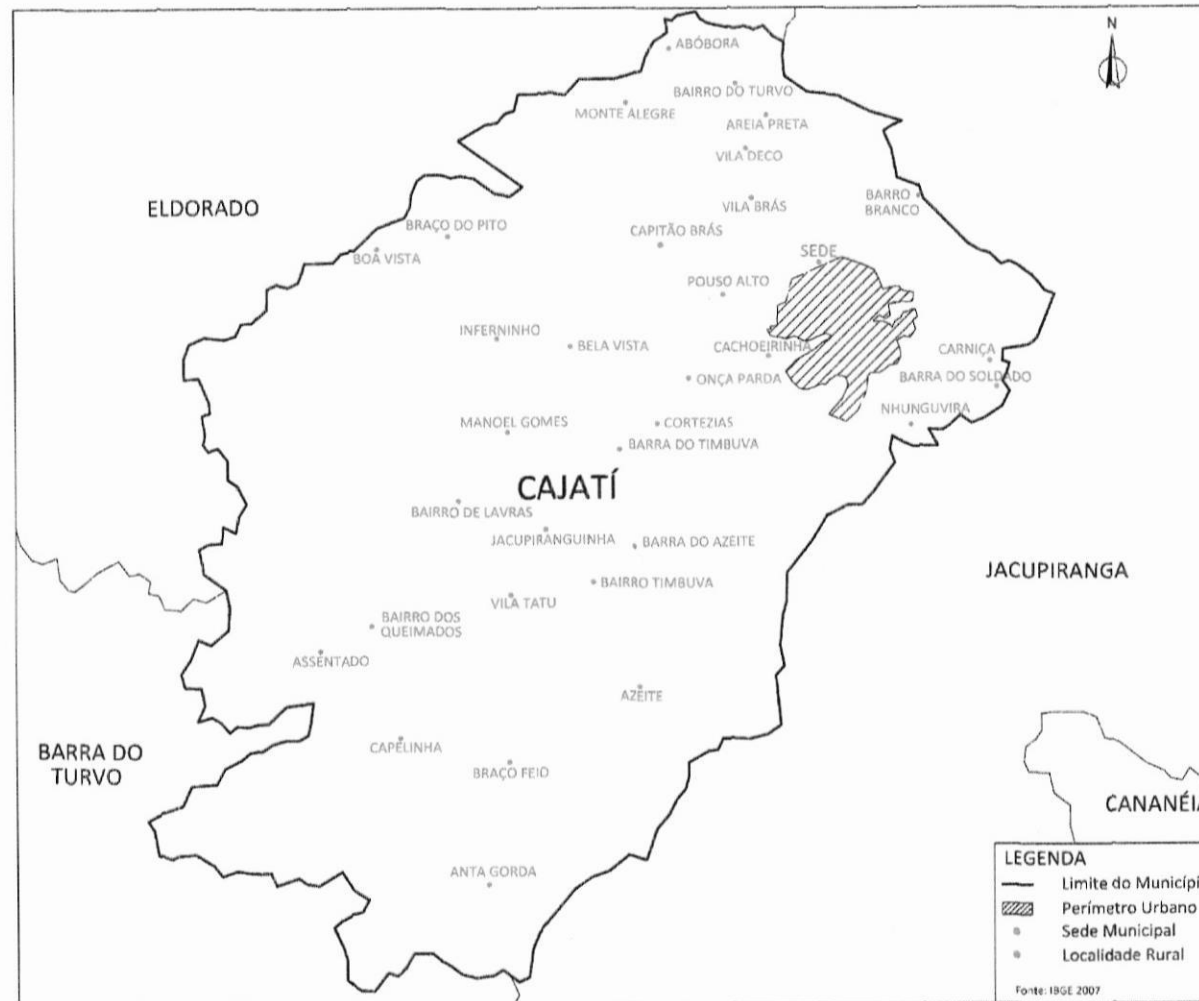 N
ABÓBORA
BAIRRO DO TURVO
MONTE ALEGRE
AREIA PRETA
VILA DECO
BARRO
BRANCO
VILA BRÁS
ELDORADO
BRAÇO DO PITO
CAPITÃO BRÁS
BOA VISTA
SEDE
POUSO ALTO
INFERNINHO
BELA VISTA
CACHOEIRINHA
CARNIÇA
ONÇA PARDA
BARRA DO SOLDADO
NHUNGUVIRA
MANOEL GOMES
CORTEZIAS
BARRA DO TIMBUVA
CAJATÍ
BAIRRO DE LAVRAS
JACUPIRANGUINHA
BARRA DO AZEITE
JACUPIRANGA
BAIRRO TIMBUVA
VILA TATU
BAIRRO DOS
QUEIMADOS
ASSENTADO
AZEITE
CAPELINHA
BARRA DO
TURVO
BRAÇO FEIO
CANANÉIA
ANTA GORDA
LEGENDA
Limite do Municípi
Perímetro Urbano
Sede Municipal
Localidade Rural
Fonte: IBGE 2007